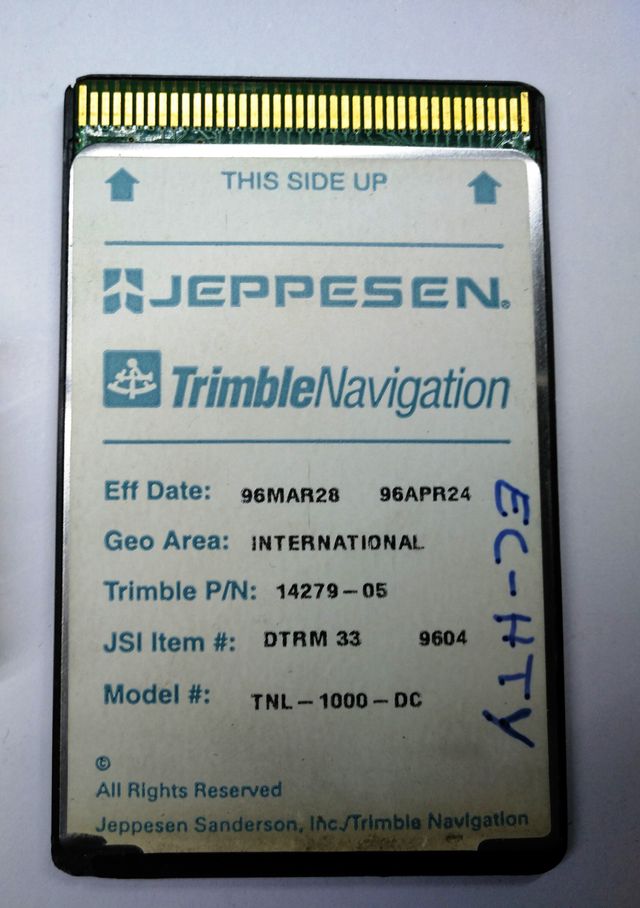 THIS SIDE UP
JEPPESEN®
TrimbleNavigation
Eff Date: 96MAR28 96APR24
Geo Area: INTERNATIONAL
Trimble P/N: 14279-05
JSI Item #: DTRM 33 9604
Model #: TNL-1000-DC
EC-HTY
©
All Rights Reserved
Jeppesen Sanderson, Inc./Trimble Navigation